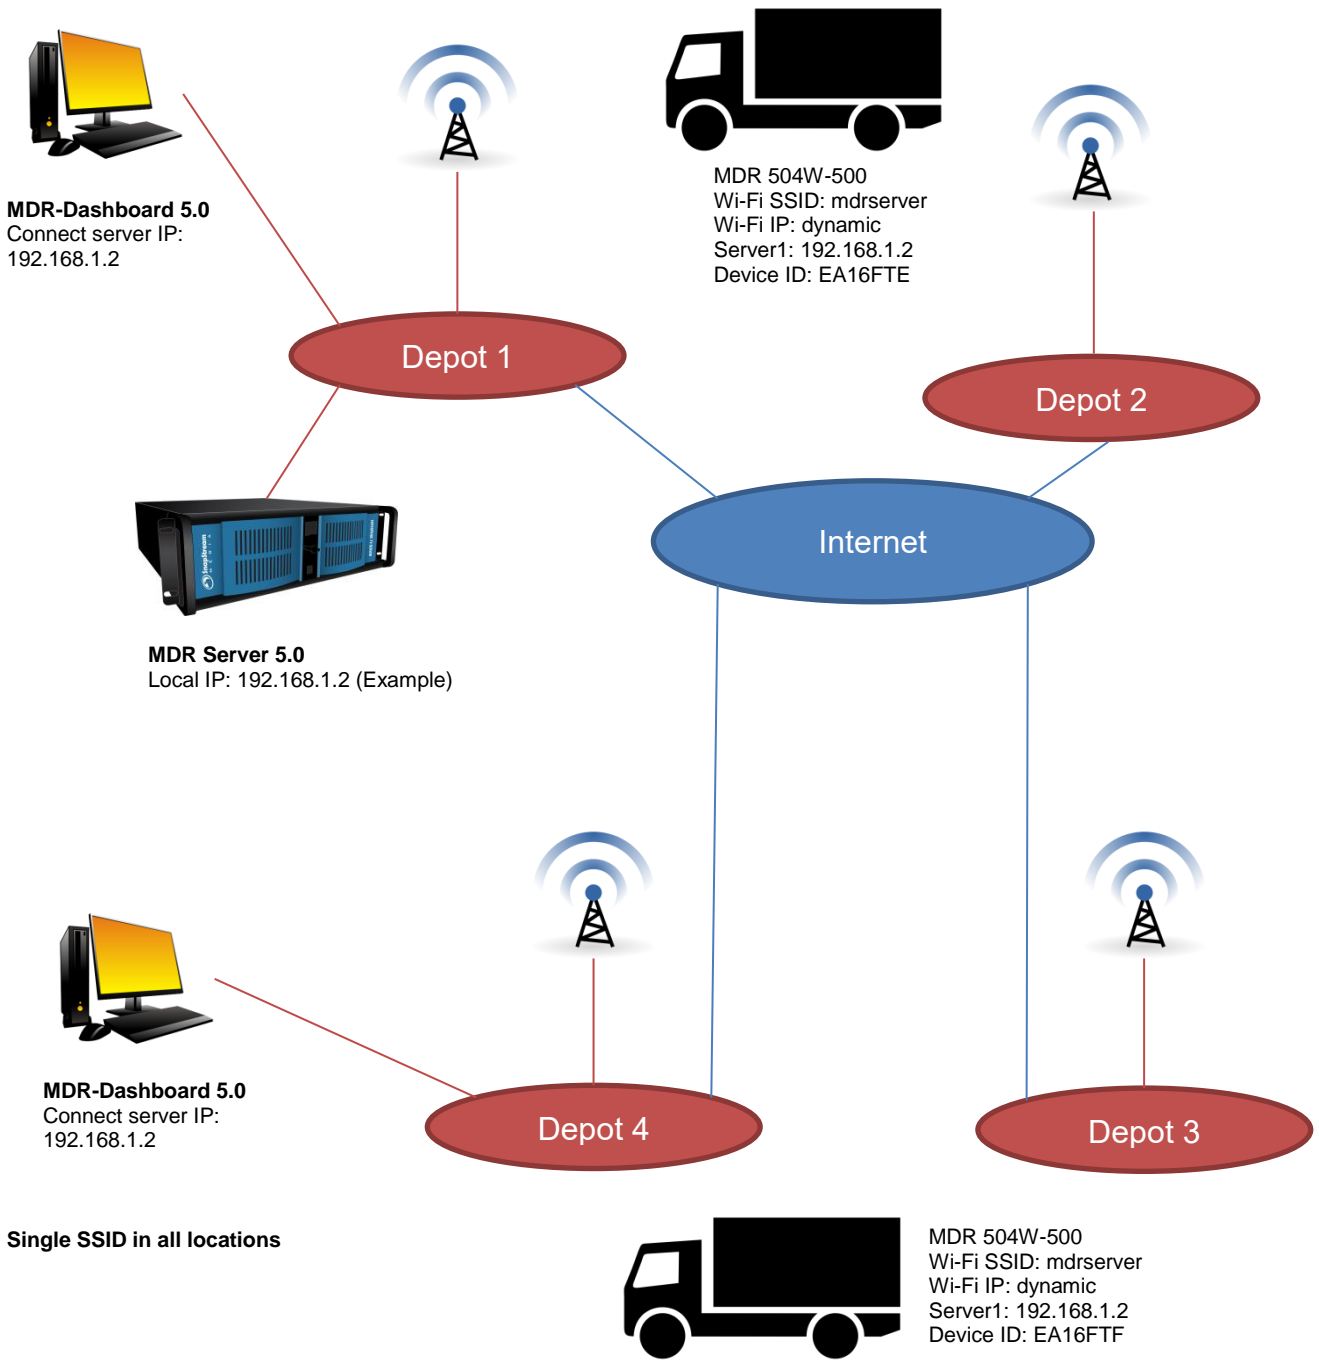 MDR-Dashboard 5.0
Connect server IP:
192.168.1.2
MDR 504W-500
Wi-Fi SSID: mdrserver
Wi-Fi IP: dynamic
Server1: 192.168.1.2
Device ID: EA16FTE
Depot 1
Depot 2
Internet
SnapStream
MDR Server 5.0
Local IP: 192.168.1.2 (Example)
MDR-Dashboard 5.0
Connect server IP:
192.168.1.2
Depot 4
Depot 3
Single SSID in all locations
MDR 504W-500
Wi-Fi SSID: mdrserver
Wi-Fi IP: dynamic
Server1: 192.168.1.2
Device ID: EA16FTF